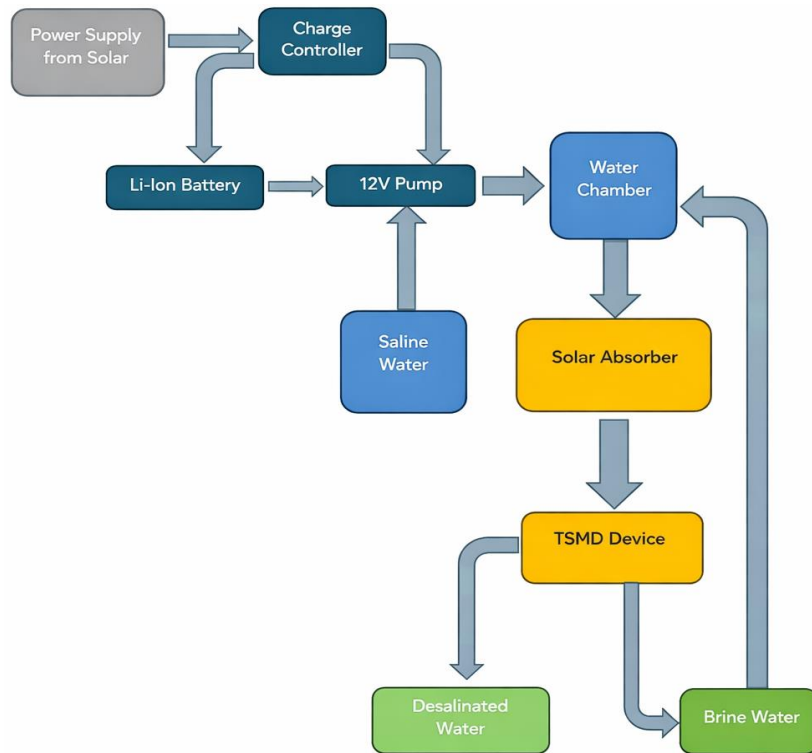 Power Supply
from Solar
Charge
Controller
Li-Ion Battery
12V Pump
Water
Chamber
Saline
Water
Solar Absorber
TSMD Device
Desalinated
Water
Brine Water